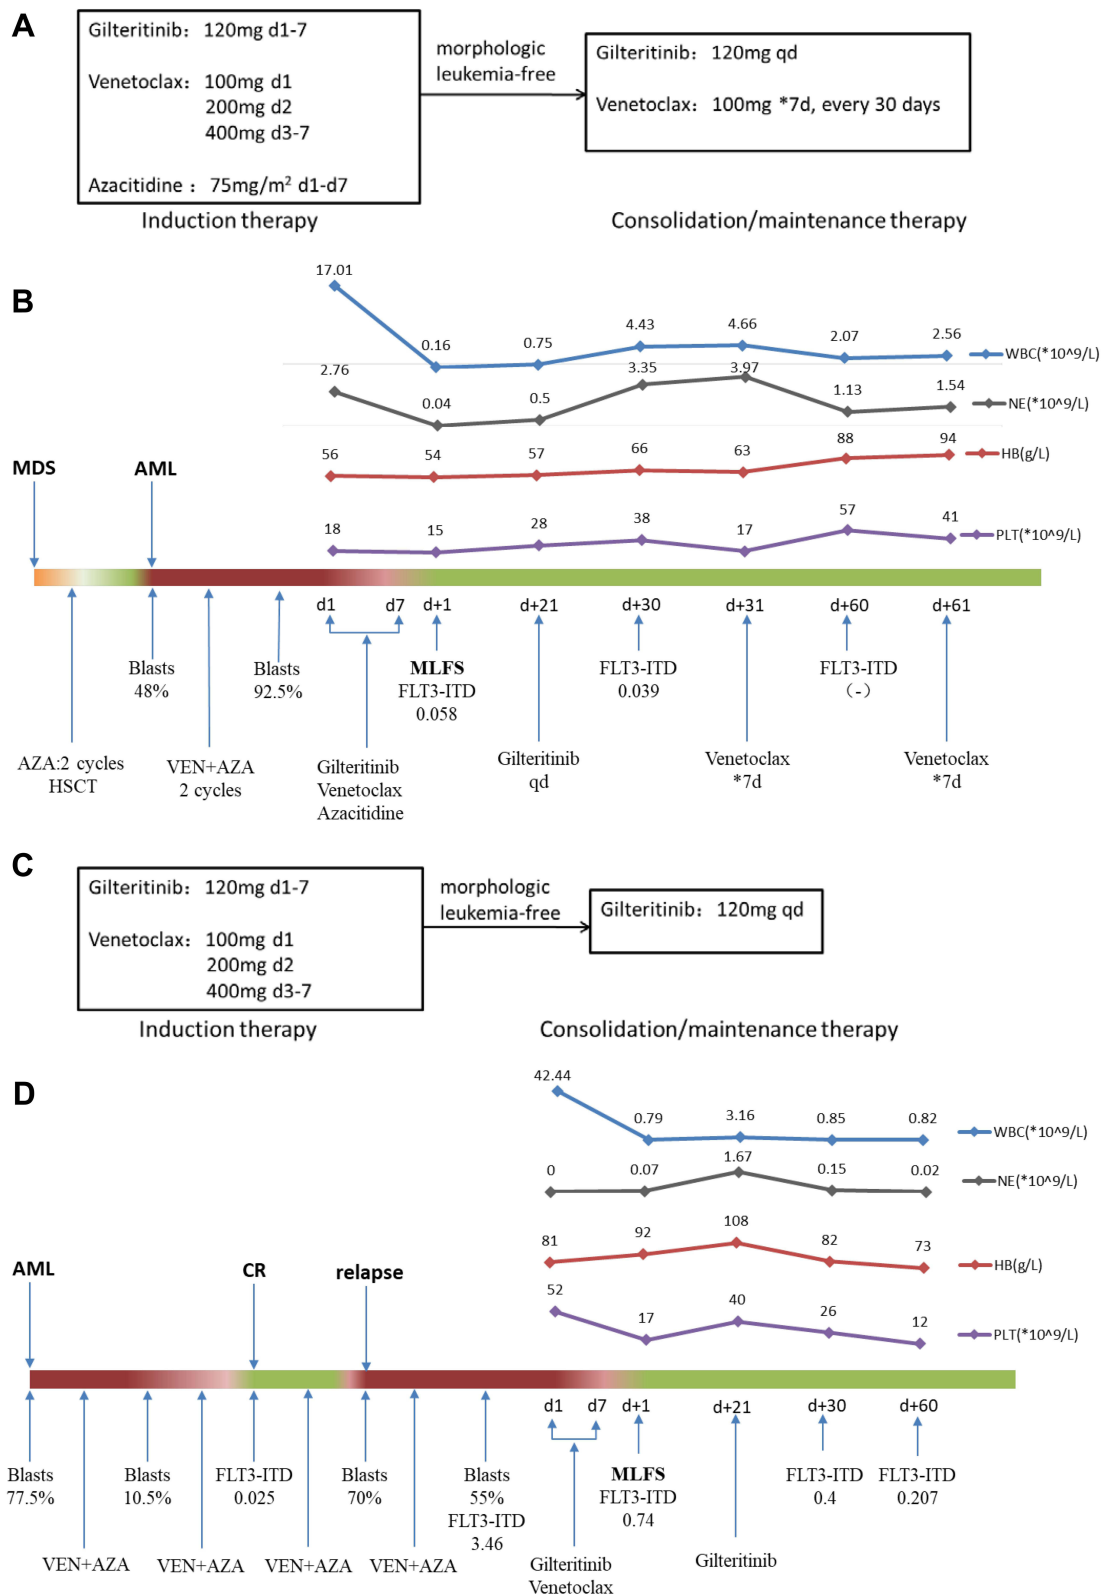 A
Gilteritinib：120mg d1-7
Venetoclax：100mg d1
200mg d2
400mg d3-7
Azacitidine：75mg/m² d1-d7
morphologic
leukemia-free
Gilteritinib：120mg qd
Venetoclax：100mg *7d, every 30 days
Induction therapy
Consolidation/maintenance therapy
B
17.01
0.16
0.75
4.43
4.66
2.07
2.56
WBC(*10^9/L)
2.76
0.04
0.5
3.35
3.97
1.13
1.54
NE(*10^9/L)
56
54
57
66
63
88
94
HB(g/L)
18
15
28
38
17
57
41
PLT(*10^9/L)
MDS
AML
d1
d7
d+1
d+21
d+30
d+31
d+60
d+61
Blasts
48%
Blasts
92.5%
MLFS
FLT3-ITD
0.058
FLT3-ITD
0.039
FLT3-ITD
（-）
AZA:2 cycles
HSCT
VEN+AZA
2 cycles
Gilteritinib
Venetoclax
Azacitidine
Gilteritinib
qd
Venetoclax
*7d
Venetoclax
*7d
C
Gilteritinib：120mg d1-7
Venetoclax：100mg d1
200mg d2
400mg d3-7
morphologic
leukemia-free
Gilteritinib：120mg qd
Induction therapy
Consolidation/maintenance therapy
D
42.44
0.79
3.16
0.85
0.82
WBC(*10^9/L)
0
0.07
1.67
0.15
0.02
NE(*10^9/L)
81
92
108
82
73
HB(g/L)
52
17
40
26
12
PLT(*10^9/L)
AML
CR
relapse
d1
d7
d+1
d+21
d+30
d+60
Blasts
77.5%
Blasts
10.5%
FLT3-ITD
0.025
Blasts
70%
Blasts
55%
FLT3-ITD
3.46
MLFS
FLT3-ITD
0.74
FLT3-ITD
0.4
FLT3-ITD
0.207
VEN+AZA
VEN+AZA
VEN+AZA
VEN+AZA
Gilteritinib
Venetoclax
Gilteritinib